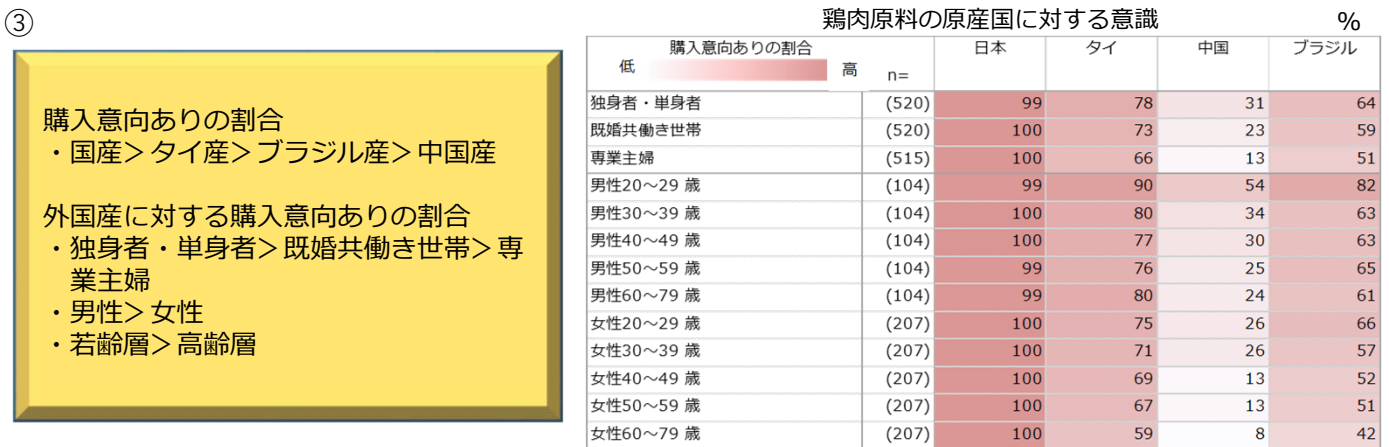 ③
購入意向ありの割合
・国産＞タイ産＞ブラジル産＞中国産
外国産に対する購入意向ありの割合
・独身者・単身者＞既婚共働き世帯＞専
業主婦
・男性＞女性
・若齢層＞高齢層
鶏肉原料の原産国に対する意識 %
購入意向ありの割合 日本 タイ 中国 ブラジル
低 高 n=
独身者・単身者 (520) 99 78 31 64
既婚共働き世帯 (520) 100 73 23 59
専業主婦 (515) 100 66 13 51
男性20～29 歳 (104) 99 90 54 82
男性30～39 歳 (104) 100 80 34 63
男性40～49 歳 (104) 100 77 30 63
男性50～59 歳 (104) 99 76 25 65
男性60～79 歳 (104) 99 80 24 61
女性20～29 歳 (207) 100 75 26 66
女性30～39 歳 (207) 100 71 26 57
女性40～49 歳 (207) 100 69 13 52
女性50～59 歳 (207) 100 67 13 51
女性60～79 歳 (207) 100 59 8 42